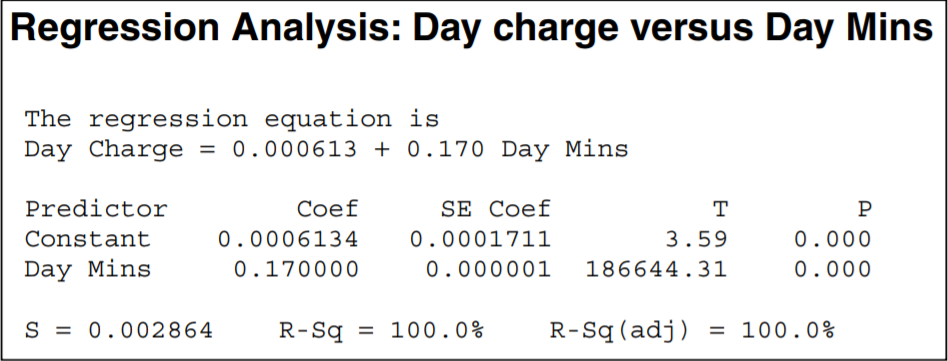 Regression Analysis: Day charge versus Day Mins
The regression equation is
Day Charge = 0.000613 + 0.170 Day Mins
Predictor Coef SE Coef T P
Constant 0.0006134 0.0001711 3.59 0.000
Day Mins 0.170000 0.000001 186644.31 0.000
S = 0.002864 R-Sq = 100.0% R-Sq(adj) = 100.0%